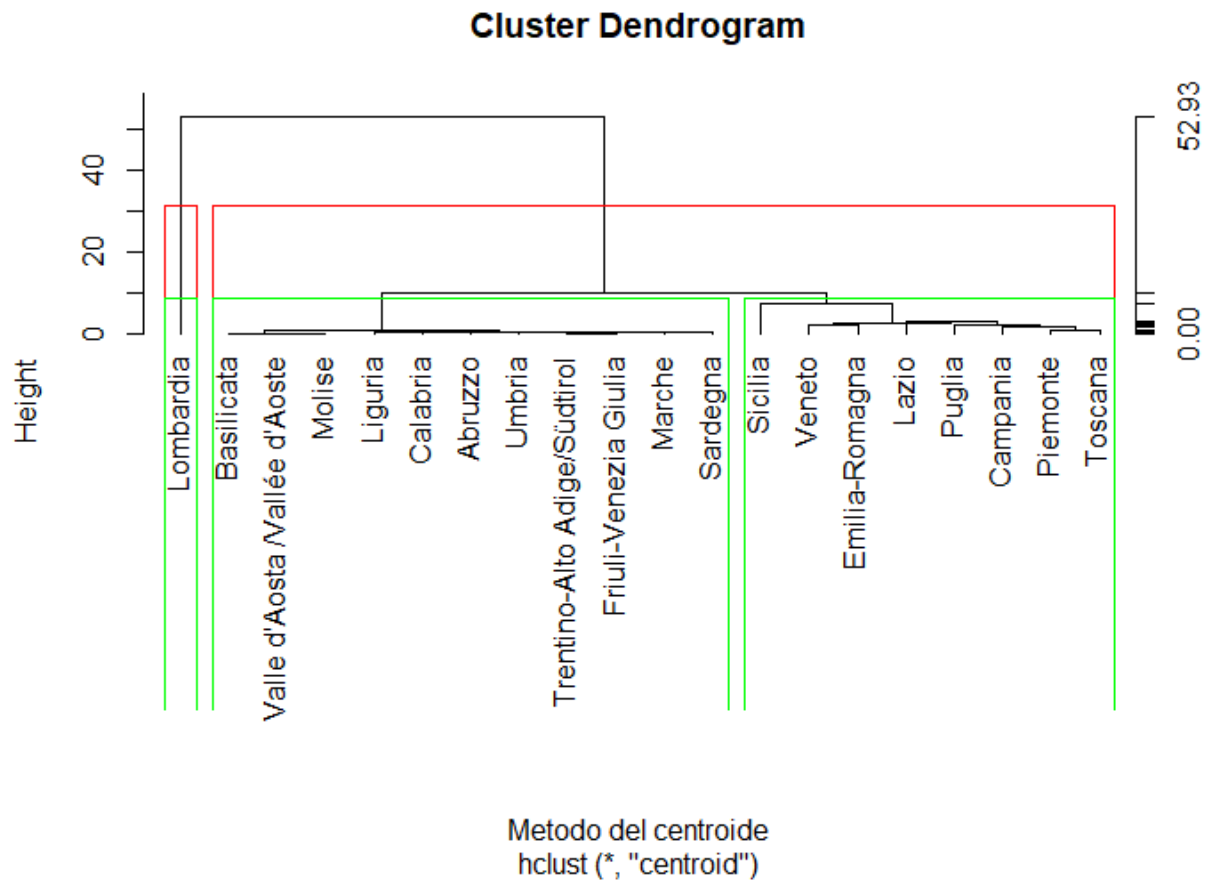 Cluster Dendrogram
Height
40
20
0
52.93
0.00
Lombardia
Basilicata
Valle d'Aosta /Vallée d'Aoste
Molise
Liguria
Calabria
Abruzzo
Umbria
Trentino-Alto Adige/Südtirol
Friuli-Venezia Giulia
Marche
Sardegna
Sicilia
Veneto
Emilia-Romagna
Lazio
Puglia
Campania
Piemonte
Toscana
Metodo del centroide
hclust (*, "centroid")